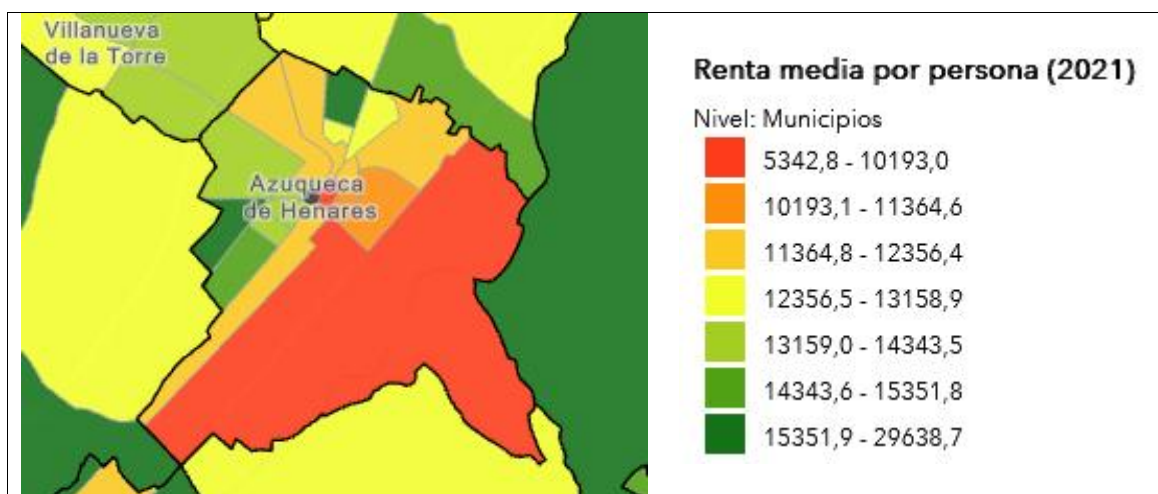 Villanueva
de la Torre
Azuqueca
de Henares
Renta media por persona (2021)
Nivel: Municipios
5342,8 - 10193,0
10193,1 - 11364,6
11364,8 - 12356,4
12356,5 - 13158,9
13159,0 - 14343,5
14343,6 - 15351,8
15351,9 - 29638,7